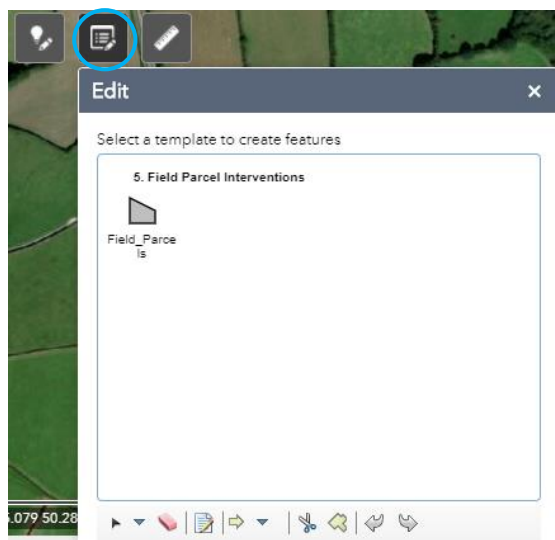 Edit
Select a template to create features
5. Field Parcel Interventions
Field_Parce
ls
.079 50.28